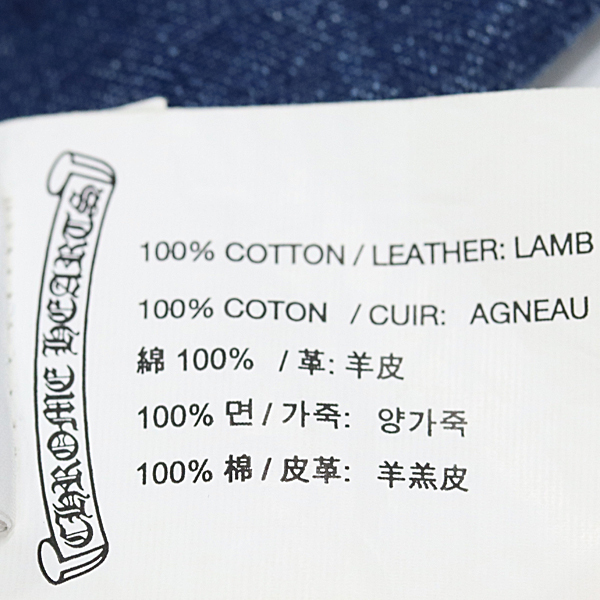 CHROME HEARTS
100% COTTON / LEATHER: LAMB
100% COTON / CUIR: AGNEAU
綿 100% / 革: 羊皮
100% 면 / 가죽: 양가죽
100% 棉 / 皮革: 羊羔皮